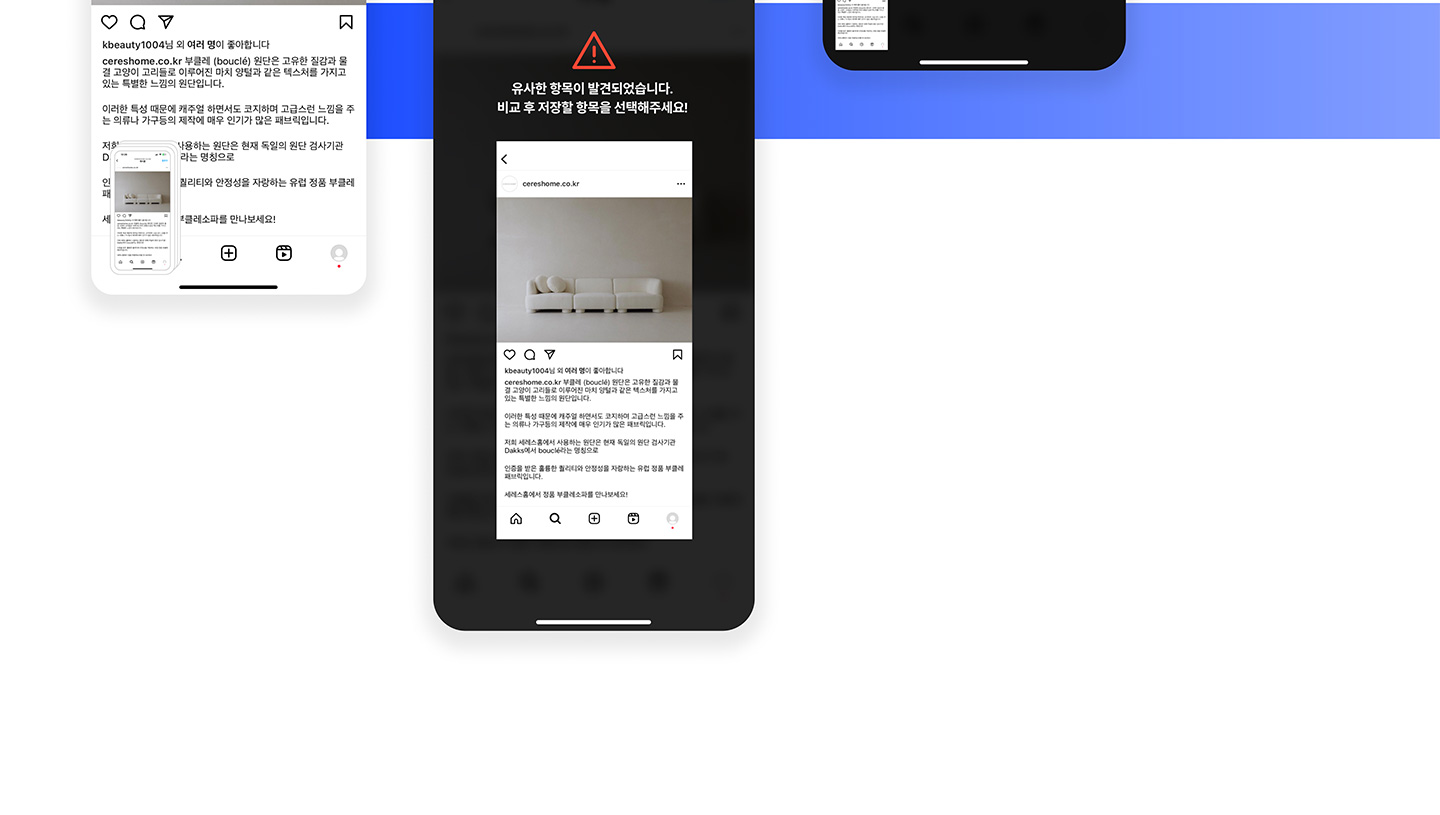 kbeauty1004님 외 여러 명이 좋아합니다
cereshome.co.kr 부클레 (bouclé) 원단은 고유한 질감과 물
결 고양이 고리들로 이루어진 마치 양털과 같은 텍스처를 가지고
있는 특별한 느낌의 원단입니다.
이러한 특성 때문에 캐주얼 하면서도 코지하며 고급스런 느낌을 주
는 의류나 가구등의 제작에 매우 인기가 많은 패브릭입니다.
저희 사용하는 원단은 현재 독일의 원단 검사기관
D 라는 명칭으로
인 퀄리티와 안정성을 자랑하는 유럽 정품 부클레
패
세 부클레소파를 만나보세요!
유사한 항목이 발견되었습니다.
비교 후 저장할 항목을 선택해주세요!
cereshome.co.kr
kbeauty1004님 외 여러 명이 좋아합니다
cereshome.co.kr 부클레 (bouclé) 원단은 고유한 질감과 물
결 고양이 고리들로 이루어진 마치 양털과 같은 텍스처를 가지고
있는 특별한 느낌의 원단입니다.
이러한 특성 때문에 캐주얼 하면서도 코지하며 고급스런 느낌을 주
는 의류나 가구등의 제작에 매우 인기가 많은 패브릭입니다.
저희 세레스홈에서 사용하는 원단은 현재 독일의 원단 검사기관
Dakks에서 bouclé라는 명칭으로
인증을 받은 훌륭한 퀄리티와 안정성을 자랑하는 유럽 정품 부클레
패브릭입니다.
세레스홈에서 정품 부클레소파를 만나보세요!